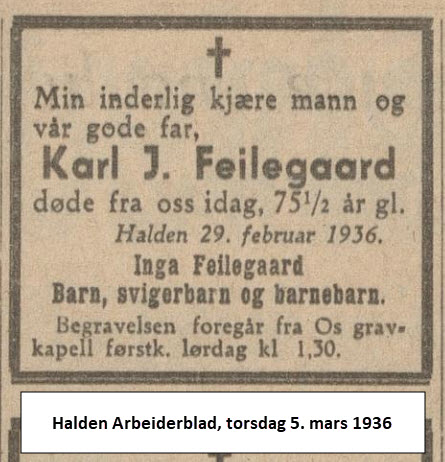 Min inderlig kjære mann og
vår gode far,
Karl J. Feilegaard
døde fra oss idag, 75½ år gl.
Halden 29. februar 1936.
Inga Feilegaard
Barn, svigerbarn og barnebarn.
Begravelsen foregår fra Os grav-
kapell førstk. lørdag kl 1,30.
Halden Arbeiderblad, torsdag 5. mars 1936